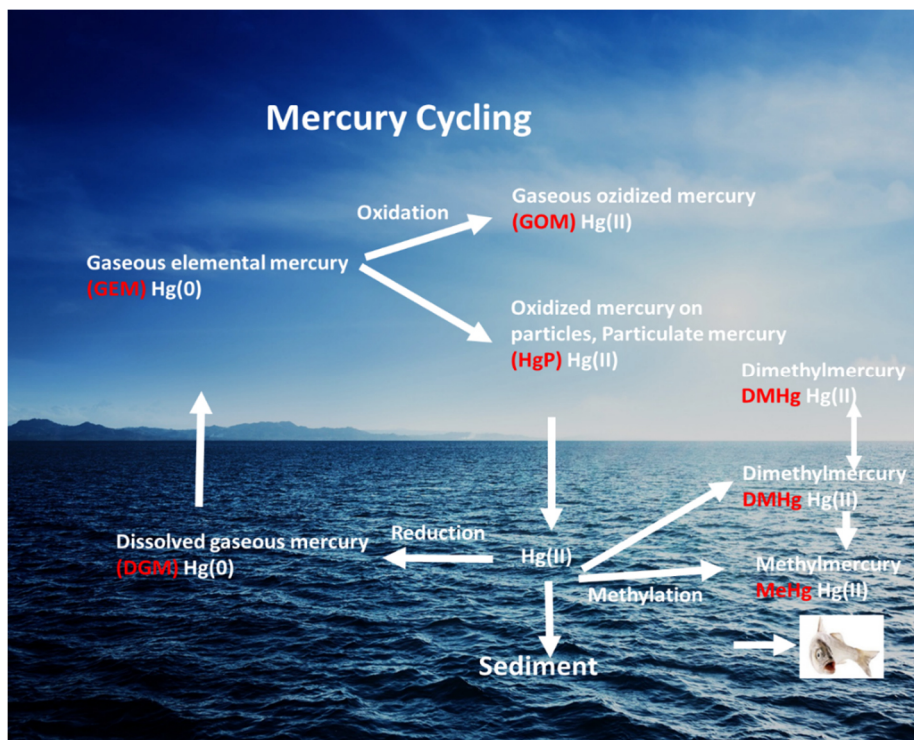 Mercury Cycling
Gaseous ozidized mercury
(GOM) Hg(II)
Oxidation
Gaseous elemental mercury
(GEM) Hg(0)
Oxidized mercury on
particles, Particulate mercury
(HgP) Hg(II)
Dimethylmercury
DMHg Hg(II)
Dimethylmercury
DMHg Hg(II)
Dissolved gaseous mercury
(DGM) Hg(0)
Reduction
Hg(II)
Methylation
Methylmercury
MeHg Hg(II)
Sediment